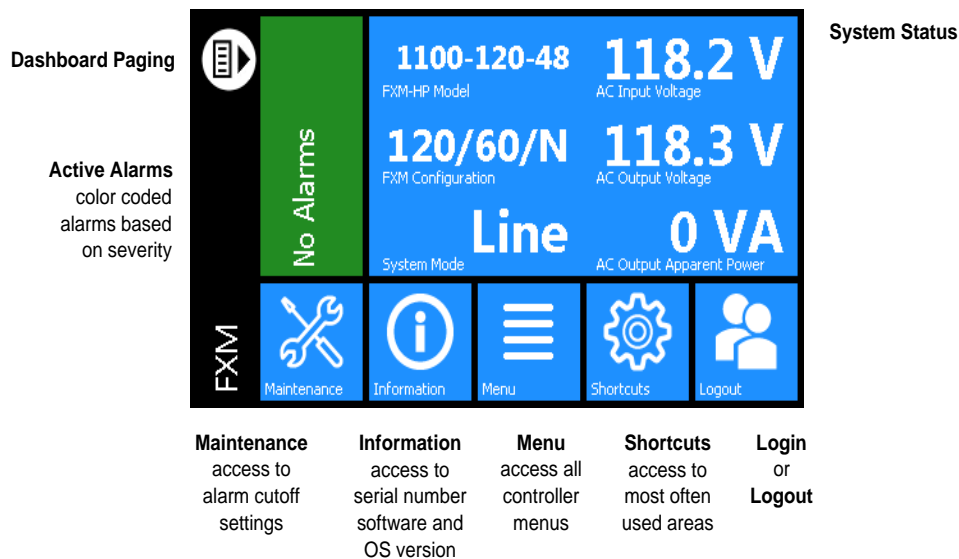 System Status
Dashboard Paging
Active Alarms
color coded
alarms based
on severity
No Alarms
FXM
1100-120-48
FXM-HP Model
118.2 V
AC Input Voltage
120/60/N
FXM Configuration
118.3 V
AC Output Voltage
Line
System Mode
0 VA
AC Output Apparent Power
Maintenance
Information
Menu
Shortcuts
Logout
Maintenance
access to
alarm cutoff
settings
Information
access to
serial number
software and
OS version
Menu
access all
controller
menus
Shortcuts
access to
most often
used areas
Login
or
Logout